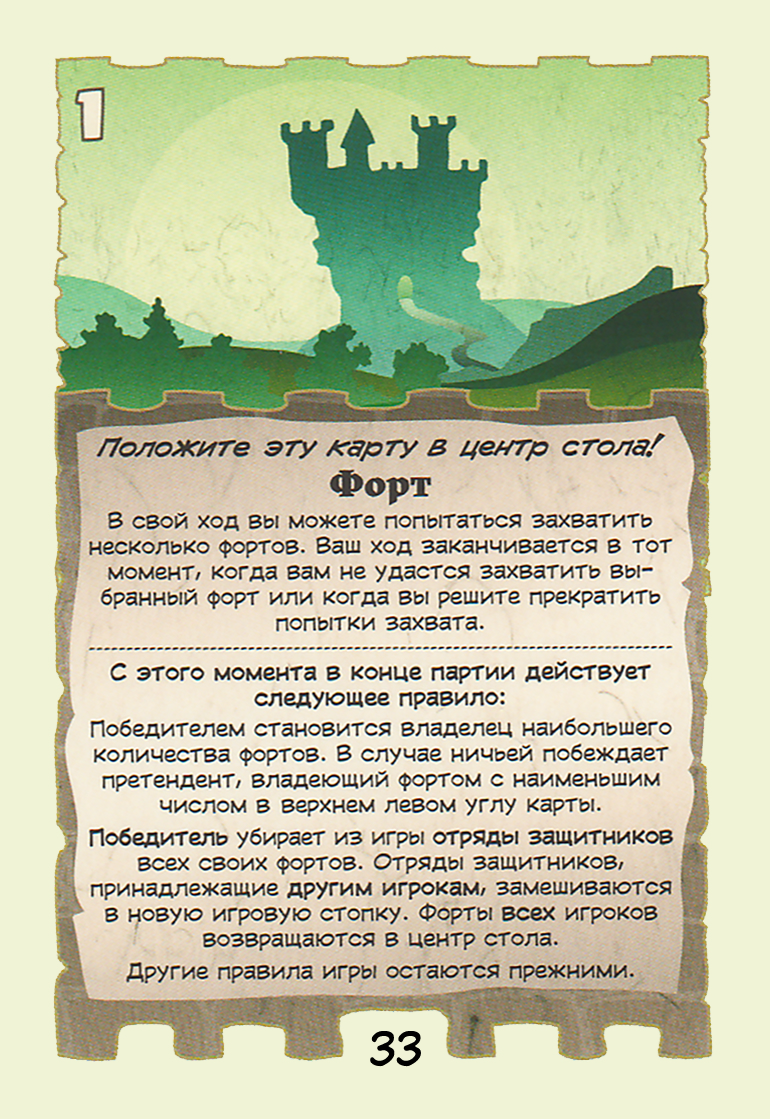 1
Положите эту карту в центр стола!
Форт
В свой ход вы можете попытаться захватить
несколько фортов. Ваш ход заканчивается в тот
момент, когда вам не удастся захватить вы-
бранный форт или когда вы решите прекратить
попытки захвата.
С этого момента в конце партии действует
следующее правило:
Победителем становится владелец наибольшего
количества фортов. В случае ничьей побеждает
претендент, владеющий фортом с наименьшим
числом в верхнем левом углу карты.
Победитель убирает из игры отряды защитников
всех своих фортов. Отряды защитников,
принадлежащие другим игрокам, замешиваются
в новую игровую стопку. Форты всех игроков
возвращаются в центр стола.
Другие правила игры остаются прежними.
33